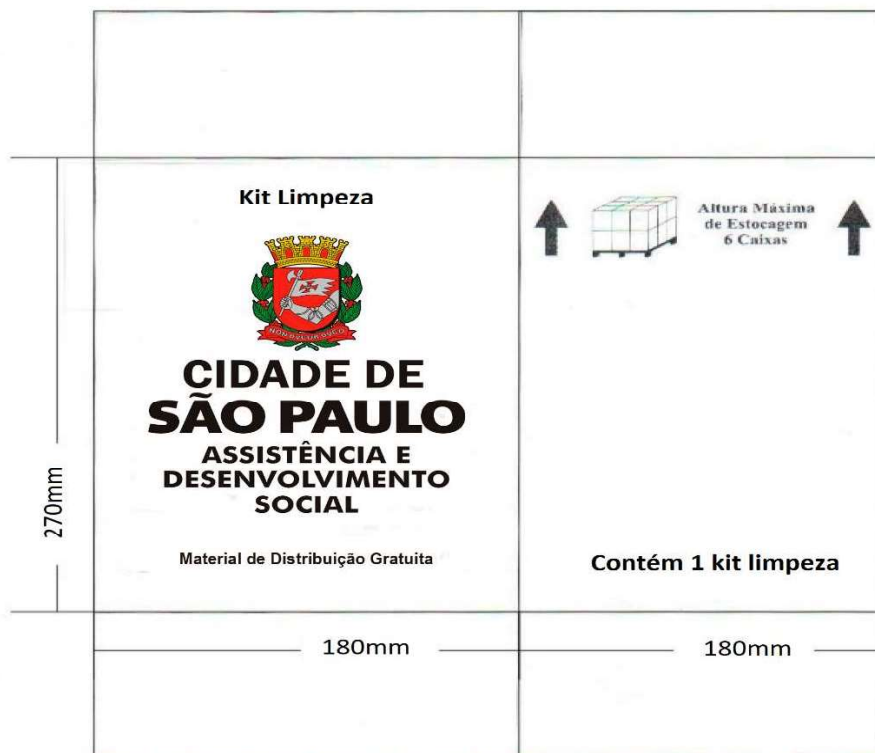 Kit Limpeza
CIDADE DE
SÃO PAULO
ASSISTÊNCIA E
DESENVOLVIMENTO
SOCIAL
Material de Distribuição Gratuita
Altura Máxima
de Estocagem
6 Caixas
Contém 1 kit limpeza
270mm
180mm
180mm